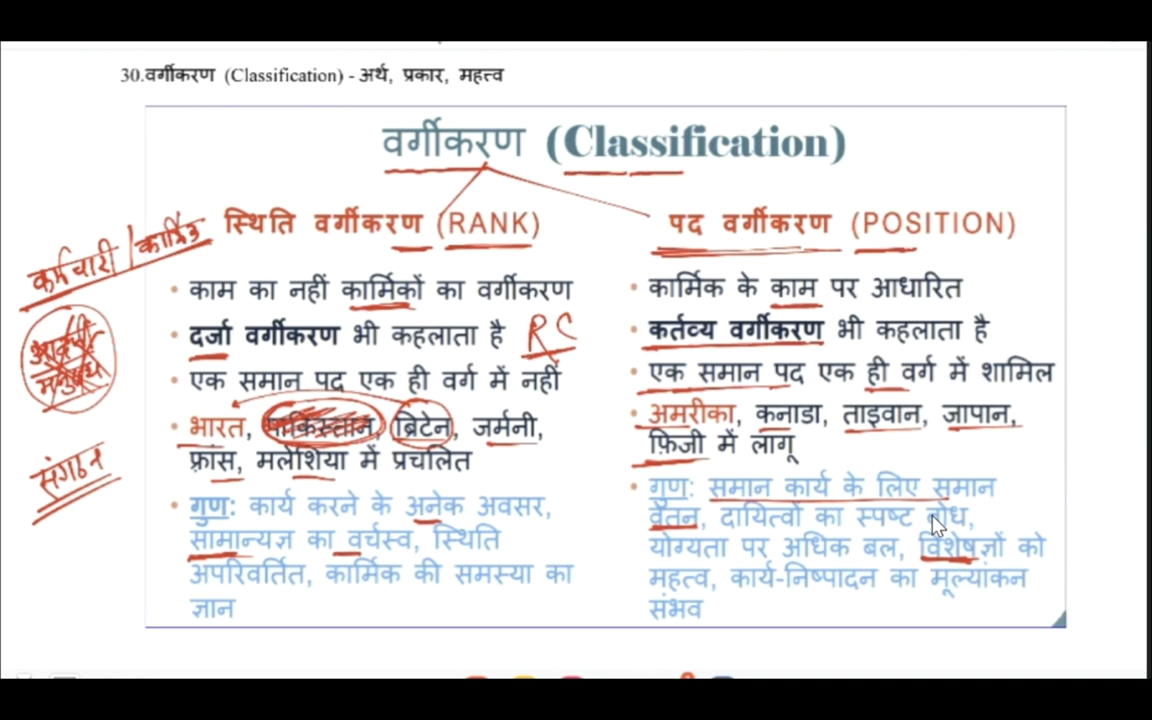 30.वर्गीकरण (Classification) - अर्थ, प्रकार, महत्त्व
वर्गीकरण (Classification)
स्थिति वर्गीकरण (RANK)
कर्मचारी / कार्मिक
• काम का नहीं कार्मिकों का वर्गीकरण
• दर्जा वर्गीकरण भी कहलाता है
RC
• एक समान पद एक ही वर्ग में नहीं
• भारत, पाकिस्तान, ब्रिटेन, जर्मनी,
फ़्रांस, मलेशिया में प्रचलित
• गुण: कार्य करने के अनेक अवसर,
सामान्यज्ञ का वर्चस्व, स्थिति
अपरिवर्तित, कार्मिक की समस्या का
ज्ञान
संगठन
पद वर्गीकरण (POSITION)
• कार्मिक के काम पर आधारित
• कर्तव्य वर्गीकरण भी कहलाता है
• एक समान पद एक ही वर्ग में शामिल
• अमरीका, कनाडा, ताइवान, जापान,
फ़िजी में लागू
• गुण: समान कार्य के लिए समान
वेतन, दायित्वों का स्पष्ट बोध,
योग्यता पर अधिक बल, विशेषज्ञों को
महत्व, कार्य-निष्पादन का मूल्यांकन
संभव